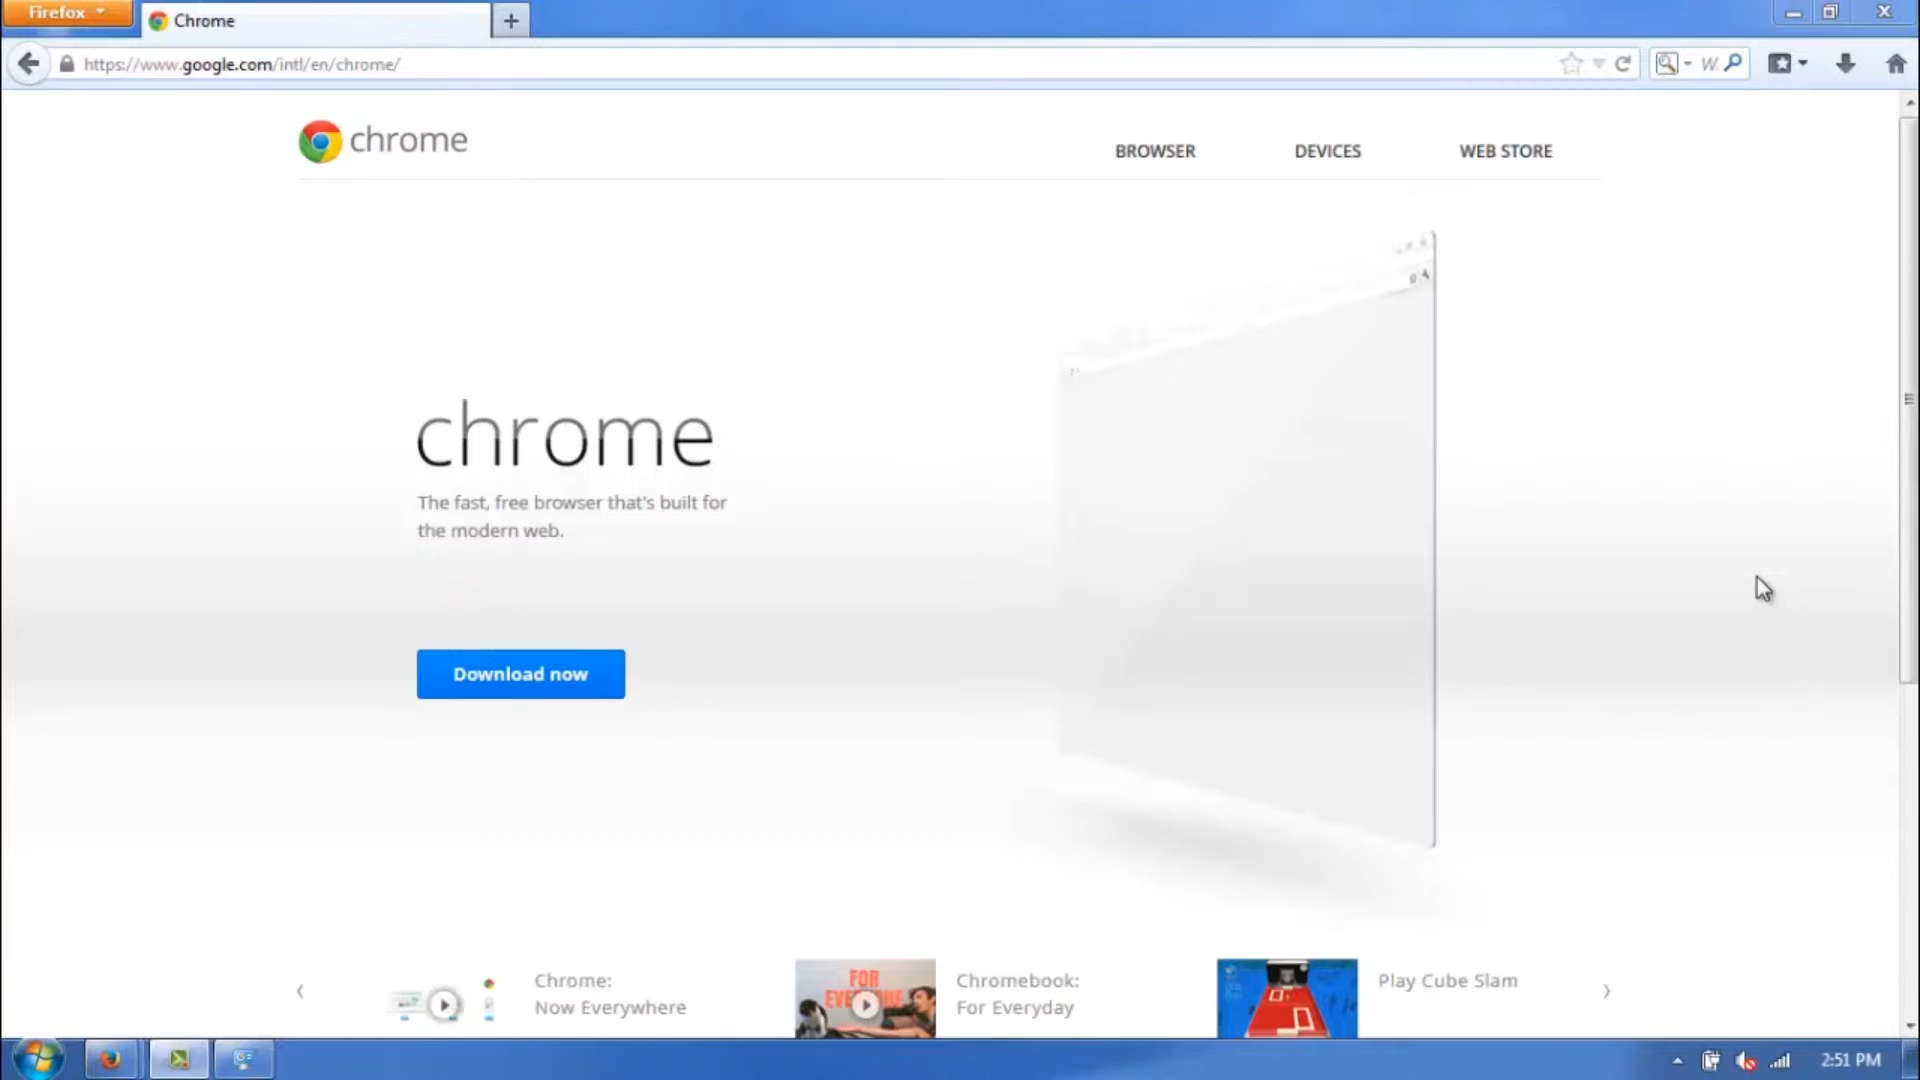 Firefox
Chrome
https://www.google.com/intl/en/chrome/
W.
chrome
BROWSER
DEVICES
WEB STORE
chrome
The fast, free browser that's built for
the modern web.
Download now
Chrome:
Now Everywhere
FOR
Chromebook:
For Everyday
Play Cube Slam
2:51 PM